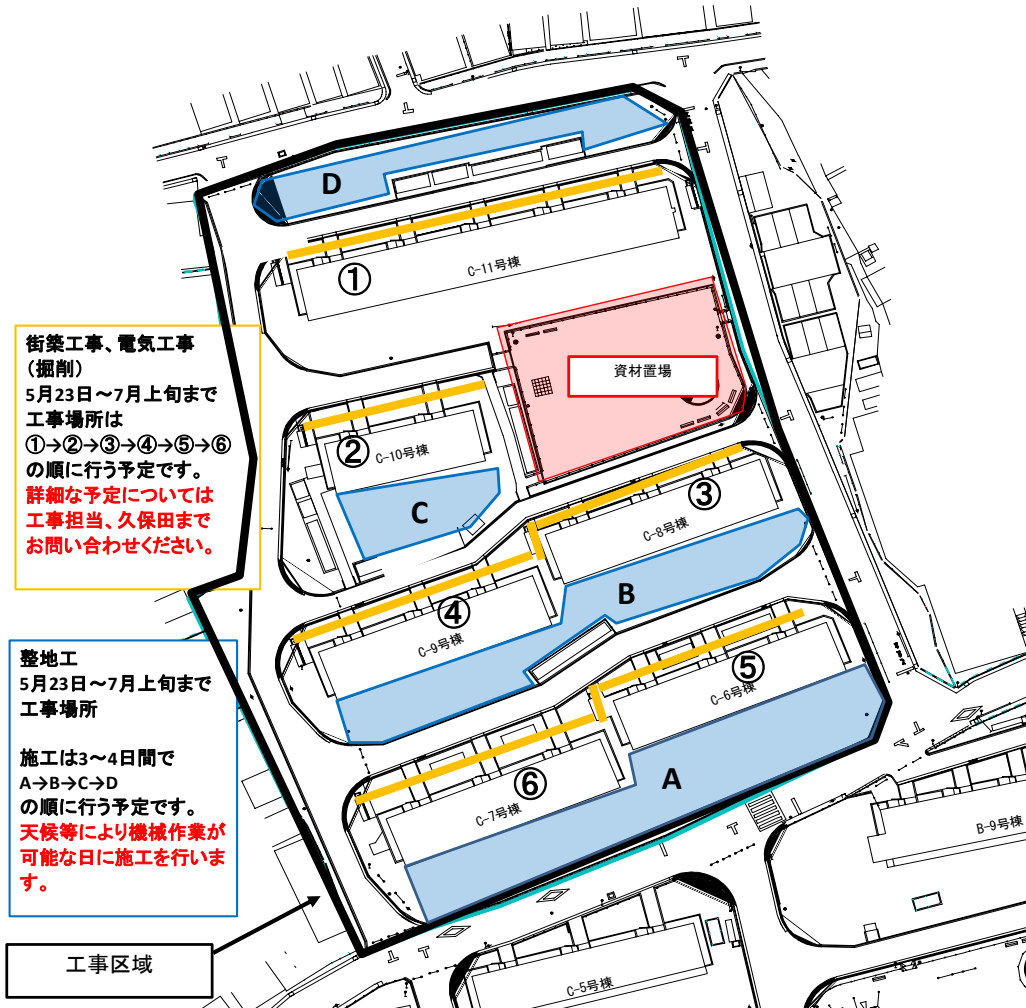 D
①
C-11号棟
街築工事、電気工事
（掘削）
5月23日～7月上旬まで
工事場所は
①→②→③→④→⑤→⑥
の順に行う予定です。
詳細な予定については
工事担当、久保田まで
お問い合わせください。
資材置場
②
C-10号棟
C
③
C-8号棟
B
④
C-9号棟
⑤
C-6号棟
整地工
5月23日～7月上旬まで
工事場所
施工は3～4日間で
A→B→C→D
の順に行う予定です。
天候等により機械作業が
可能な日に施工を行いま
す。
⑥
C-7号棟
A
B-9号棟
工事区域
C-5号棟